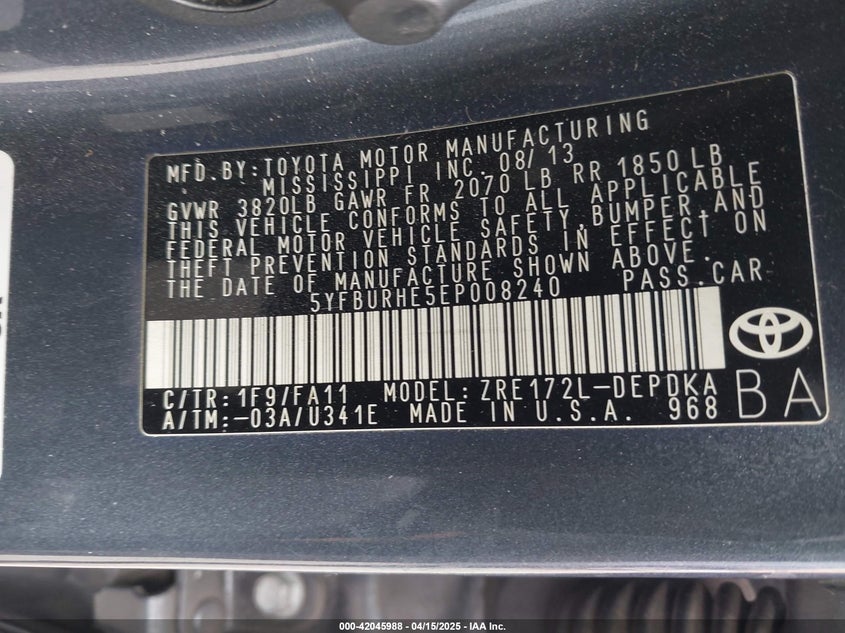 MFD.BY:TOYOTA MOTOR MANUFACTURING
MISSISSIPPI INC. 08/13
GVWR 3820LB GAWR FR 2070 LB RR 1850LB
THIS VEHICLE CONFORMS TO ALL APPLICABLE
FEDERAL MOTOR VEHICLE SAFETY,BUMPER,AND
THEFT PREVENTION STANDARDS IN EFFECT ON
THE DATE OF MANUFACTURE SHOWN ABOVE.
5YFBURHE5EP008240 PASS.CAR
C/TR:1F9/FA11 MODEL:ZRE172L-DEPDKA
A/TM:-03A/U341E MADE IN U.S.A. 968
BA
000-42045988 - 04/15/2025 - IAA Inc.